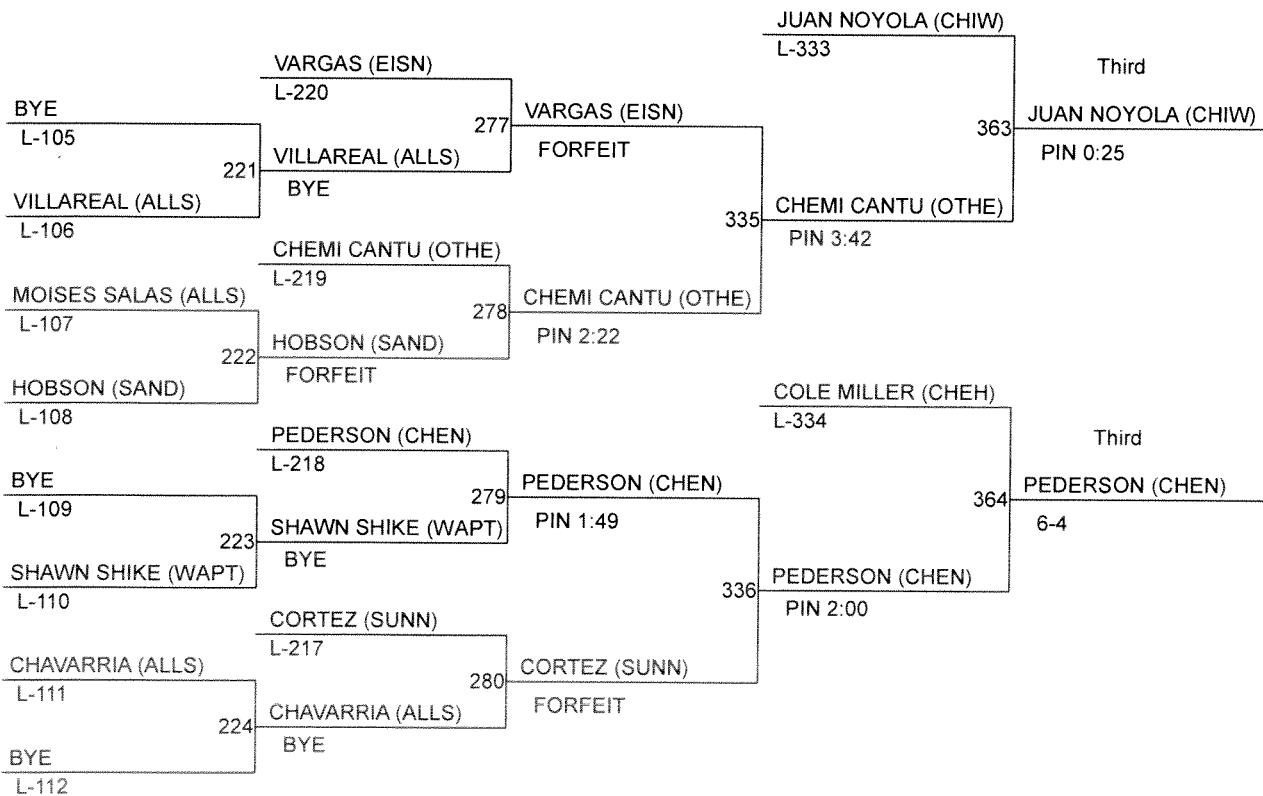 JUAN NOYOLA (CHIW)
L-333
Third
VARGAS (EISN)
L-220
BYE
L-105
277
VARGAS (EISN)
FORFEIT
363
JUAN NOYOLA (CHIW)
PIN 0:25
221
VILLAREAL (ALLS)
BYE
VILLAREAL (ALLS)
L-106
335
CHEMI CANTU (OTHE)
PIN 3:42
CHEMI CANTU (OTHE)
L-219
MOISES SALAS (ALLS)
L-107
278
CHEMI CANTU (OTHE)
PIN 2:22
222
HOBSON (SAND)
FORFEIT
HOBSON (SAND)
L-108
COLE MILLER (CHEH)
L-334
Third
PEDERSON (CHEN)
L-218
BYE
L-109
279
PEDERSON (CHEN)
PIN 1:49
364
PEDERSON (CHEN)
6-4
223
SHAWN SHIKE (WAPT)
BYE
SHAWN SHIKE (WAPT)
L-110
336
PEDERSON (CHEN)
PIN 2:00
CORTEZ (SUNN)
L-217
CHAVARRIA (ALLS)
L-111
280
CORTEZ (SUNN)
FORFEIT
224
CHAVARRIA (ALLS)
BYE
BYE
L-112